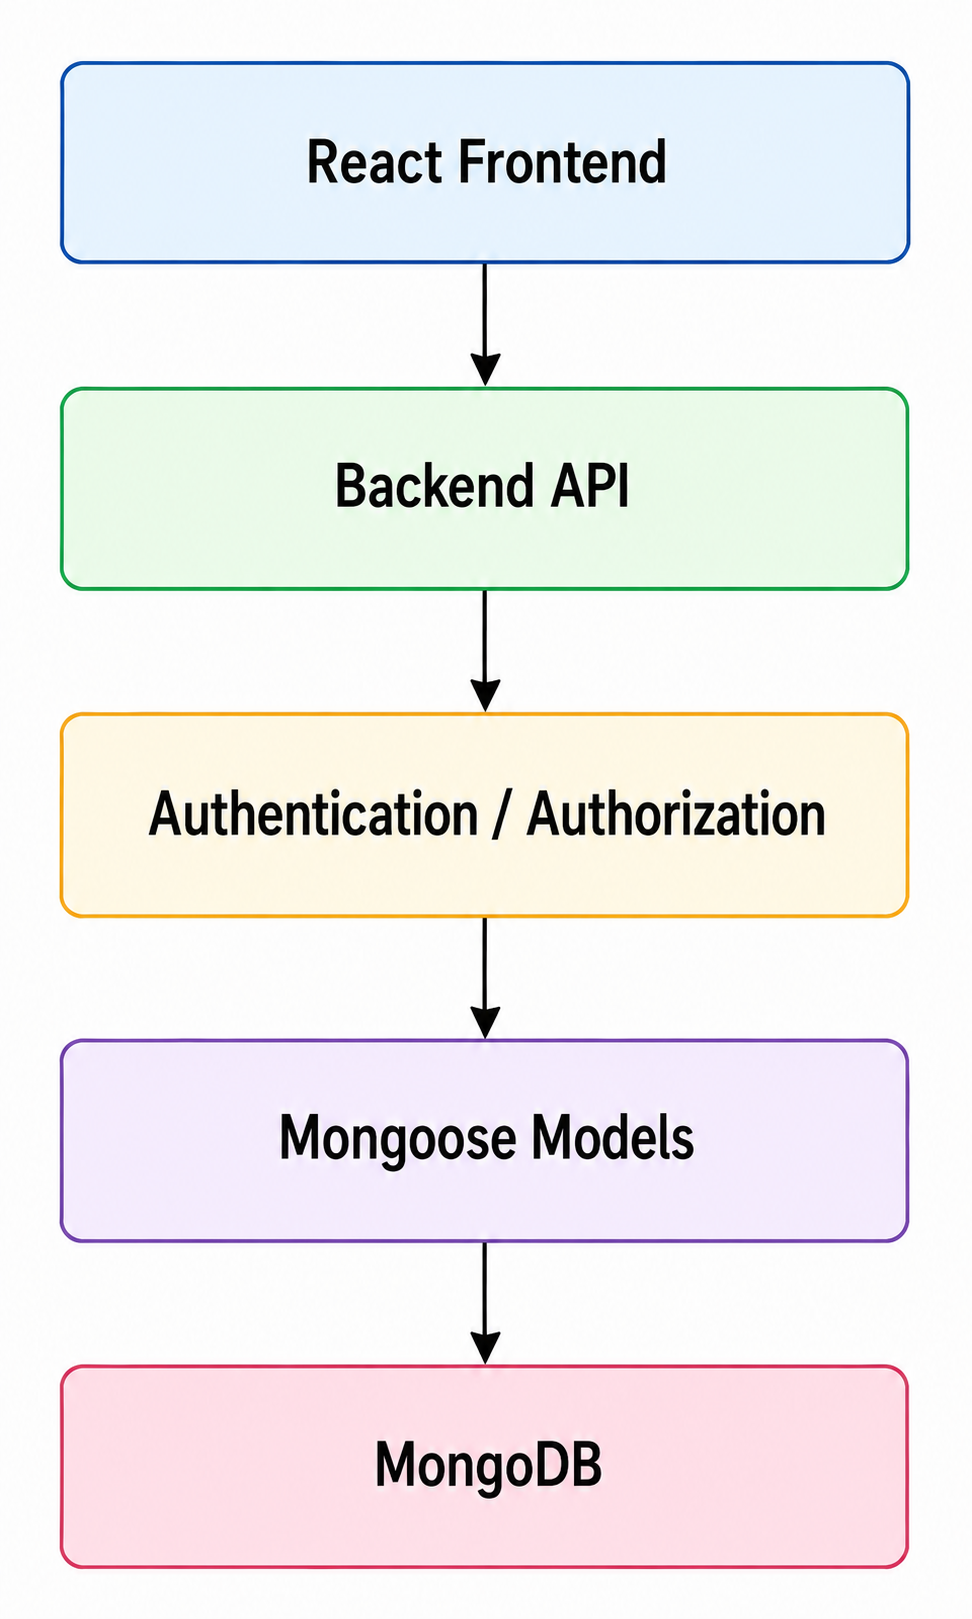 React Frontend
Backend API
Authentication / Authorization
Mongoose Models
MongoDB